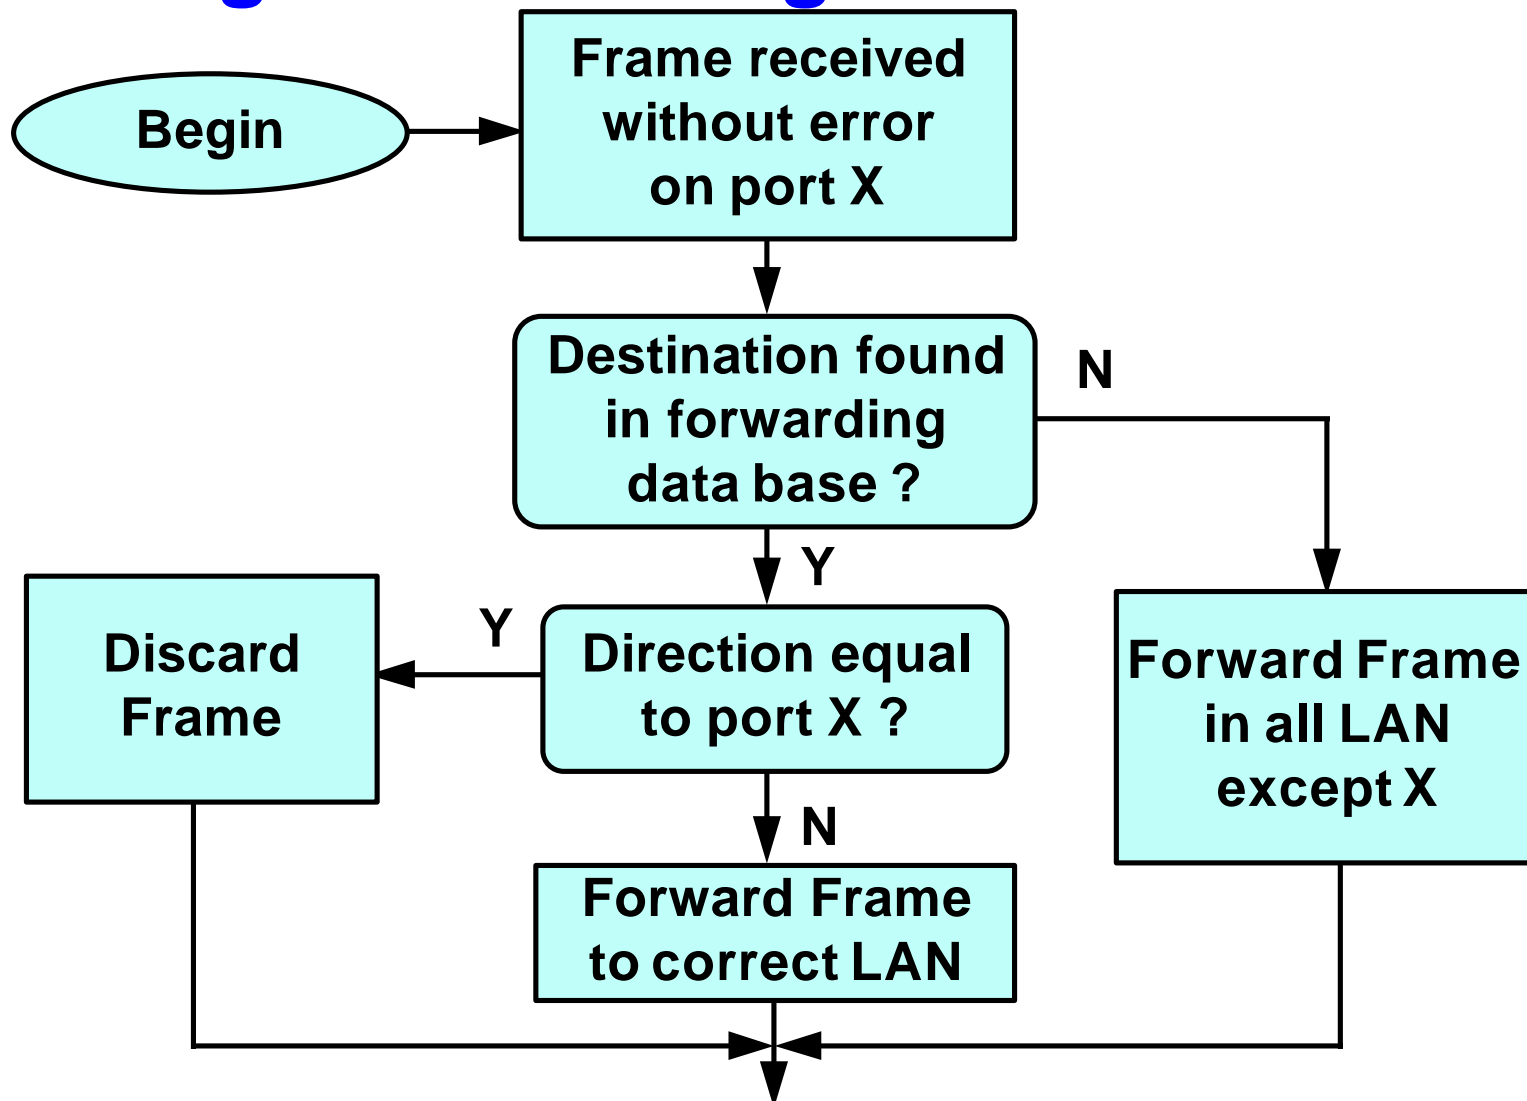 Begin
Frame received
without error
on port X
Destination found
in forwarding
data base ?
N
Y
Y
Direction equal
to port X ?
Discard
Frame
Forward Frame
in all LAN
except X
N
Forward Frame
to correct LAN